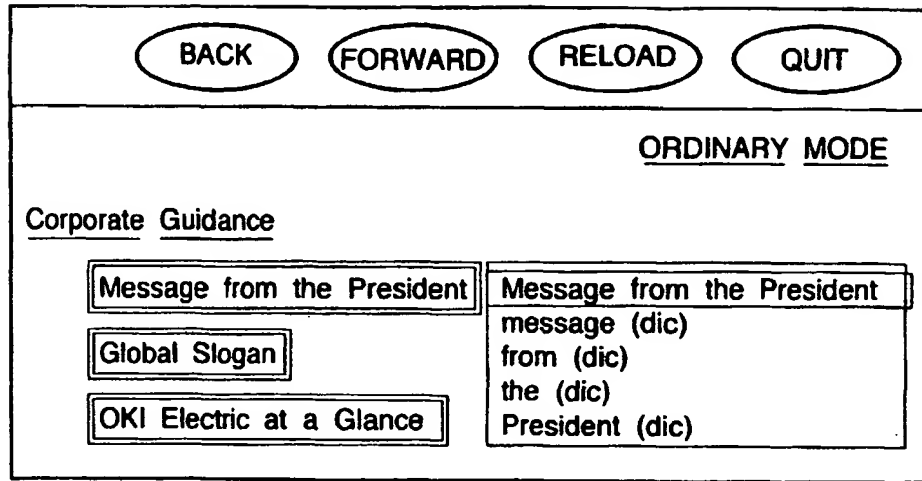 BACK FORWARD RELOAD QUIT
ORDINARY MODE
Corporate Guidance
Message from the President
Global Slogan
OKI Electric at a Glance
Message from the President
message (dic)
from (dic)
the (dic)
President (dic)